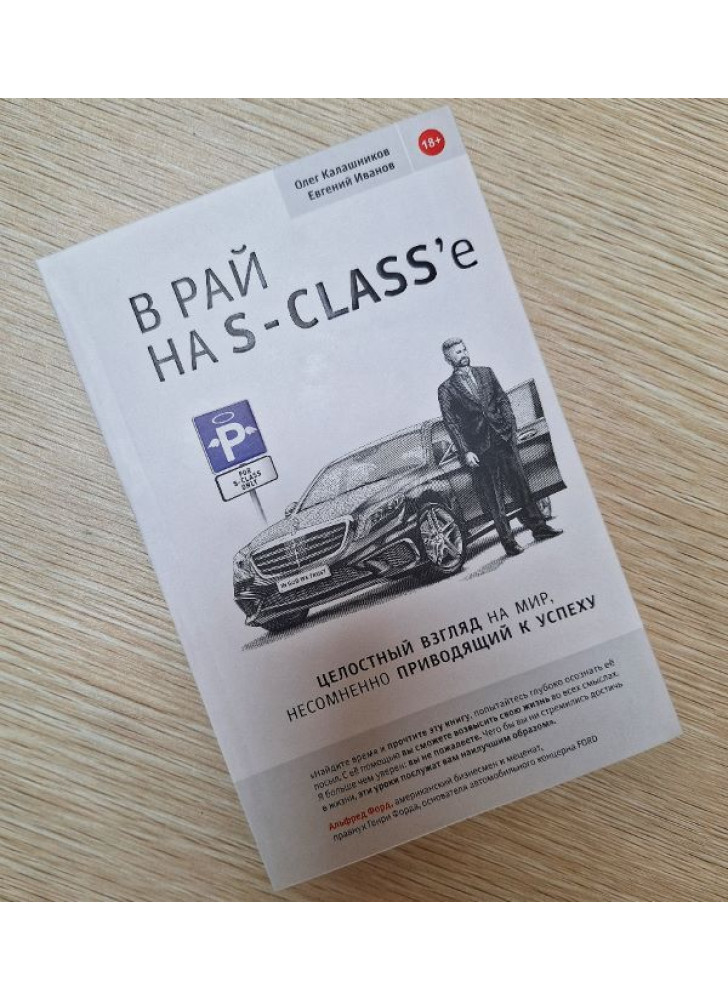 Олег Калашников
Евгений Иванов
18+
В РАЙ
НА S-CLASS’е
P
FOR
S-CLASS
ONLY
IN GOD WE TRUST
ЦЕЛОСТНЫЙ ВЗГЛЯД НА МИР,
НЕСОМНЕННО ПРИВОДЯЩИЙ К УСПЕХУ
«Найдите время и прочтите эту книгу, попытайтесь глубоко осознать её
посыл. С её помощью вы сможете возвысить свою жизнь во всех смыслах.
Я больше чем уверен: вы не пожалеете. Чего бы вы ни стремились достичь
в жизни, эти уроки послужат вам наилучшим образом».
Альфред Форд, американский бизнесмен и меценат,
правнук Генри Форда, основателя автомобильного концерна FORD